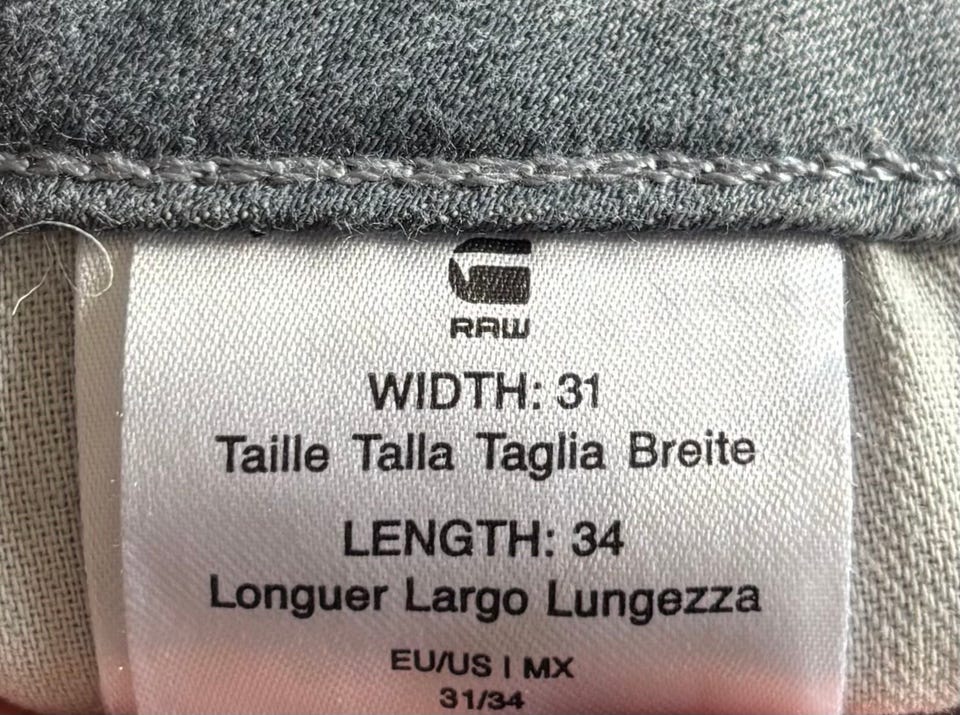 RAW
WIDTH: 31
Taille Talla Taglia Breite
LENGTH: 34
Longuer Largo Lungezza
EU/US | MX
31/34